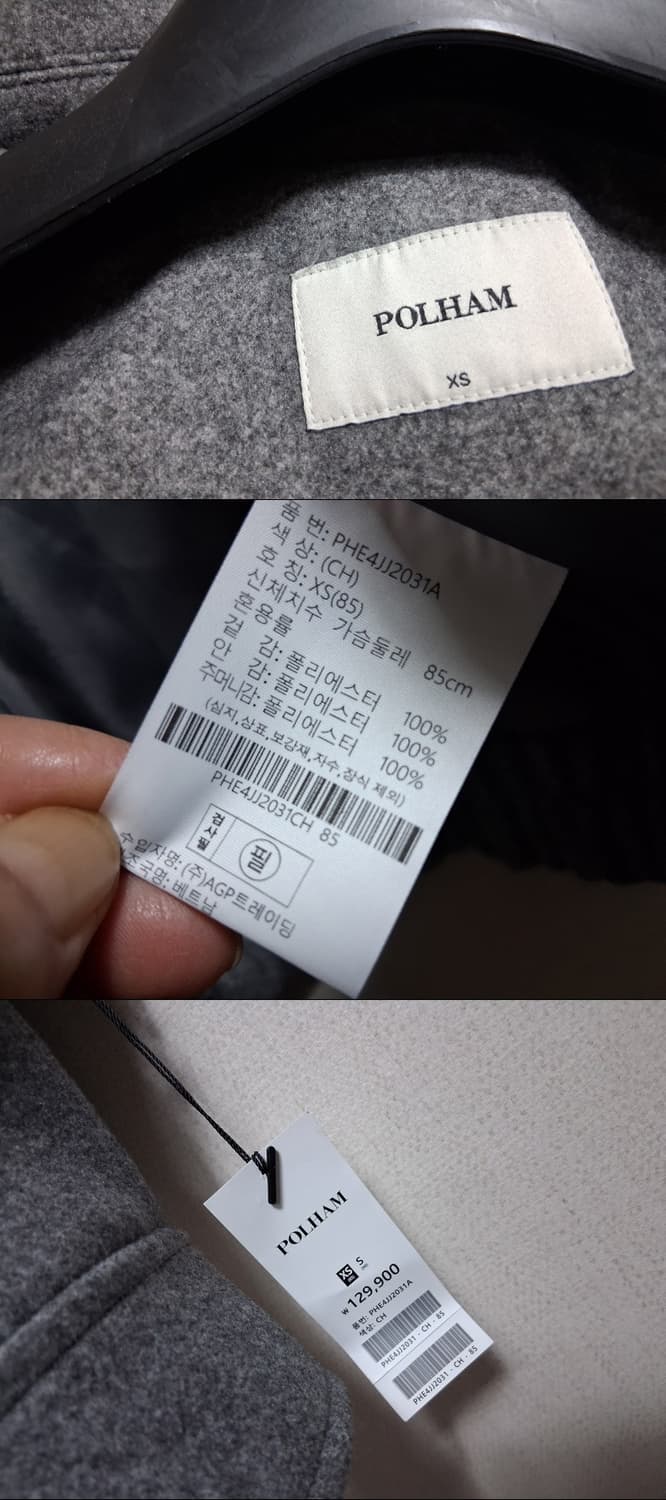 POLHAM
XS
품 번: PHE4JJ2031A
색 상: (CH)
호 칭: XS(85)
신체치수 가슴둘레 85cm
혼용률
겉 감: 폴리에스터 100%
안 감: 폴리에스터 100%
주머니감: 폴리에스터 100%
(심지,상표,보강재,자수,장식 제외)
PHE4JJ2031CH 85
검사필
필
수입자명: (주)AGP트레이딩
조국명: 베트남
POLHAM
XS S
₩129,900
품번: PHE4JJ2031A
색상: CH
PHE4JJ2031 - CH - 85
PHE4JJ2031 - CH - 85